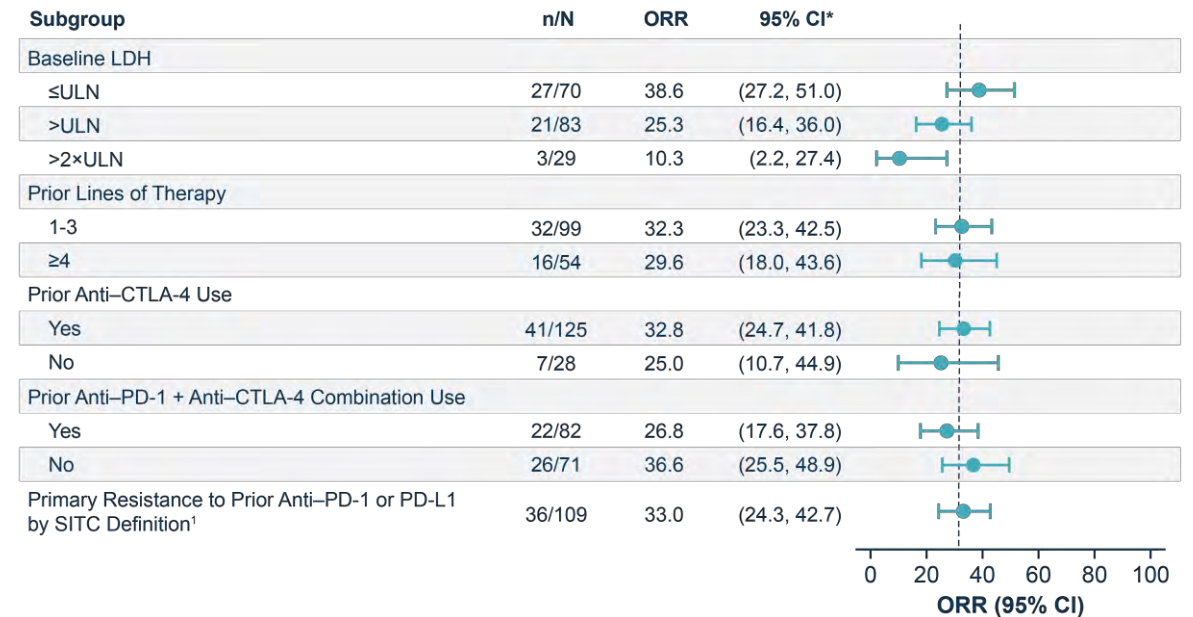 Subgroup n/N ORR 95% CI*
Baseline LDH
≤ULN 27/70 38.6 (27.2, 51.0)
>ULN 21/83 25.3 (16.4, 36.0)
>2×ULN 3/29 10.3 (2.2, 27.4)
Prior Lines of Therapy
1-3 32/99 32.3 (23.3, 42.5)
≥4 16/54 29.6 (18.0, 43.6)
Prior Anti–CTLA-4 Use
Yes 41/125 32.8 (24.7, 41.8)
No 7/28 25.0 (10.7, 44.9)
Prior Anti–PD-1 + Anti–CTLA-4 Combination Use
Yes 22/82 26.8 (17.6, 37.8)
No 26/71 36.6 (25.5, 48.9)
Primary Resistance to Prior Anti–PD-1 or PD-L1
by SITC Definition¹ 36/109 33.0 (24.3, 42.7)
0 20 40 60 80 100
ORR (95% CI)